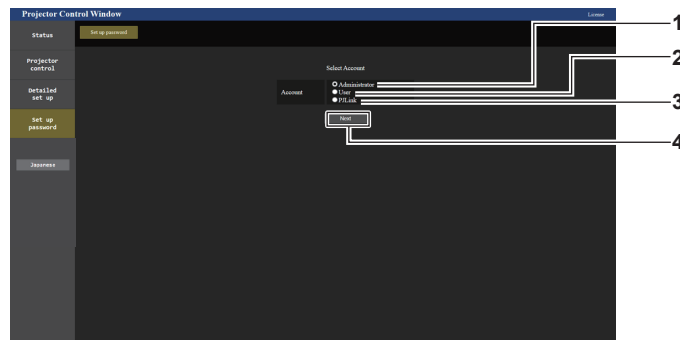 Projector Control Window
License
1
Status
Set up password
2
Projector
control
Select Account
Administrator
Detailed
set up
Account
User
PJLink
3
Set up
password
Next
4
Japanese